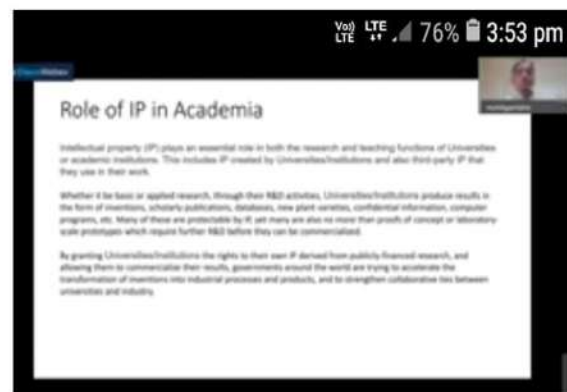 Vo)) LTE LTE 76% 3:53 pm
Role of IP in Academia
Intellectual property (IP) plays an essential role in both the research and teaching functions of Universities
or academic institutions. This includes IP created by Universities/Institutions and also third-party IP that
they use in their work.
Whether it be basic or applied research, through their R&D activities, Universities/Institutions produce results in
the form of inventions, scholarly publications, databases, new plant varieties, confidential information, computer
programs, etc. Many of these are protectable by IP, yet many are also no more than proofs of concept or laboratory-
scale prototypes which require further R&D before they can be commercialized.
By granting Universities/Institutions the rights to their own IP derived from publicly financed research, and
allowing them to commercialize their results, governments around the world are trying to accelerate the
transformation of inventions into industrial processes and products, and to strengthen collaborative ties between
universities and industry.